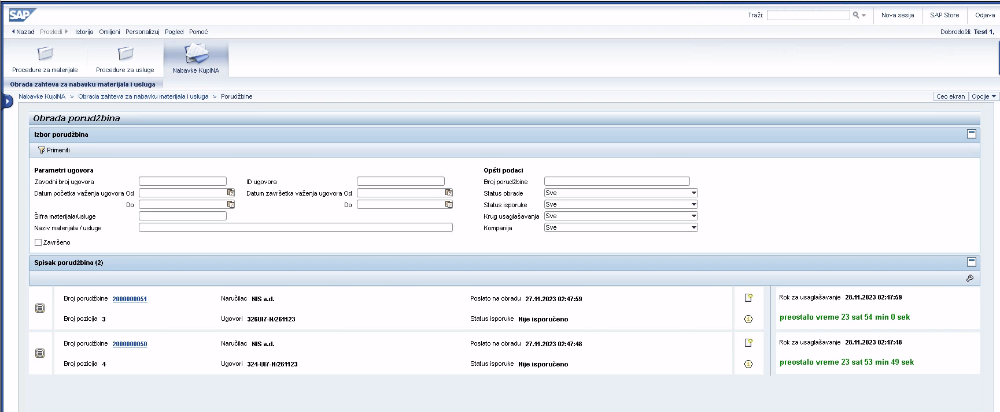 SAP
Traži:
Nova sesija
SAP Store
Odjava
Nazad Prosledi Istorija Omiljeni Personalizuj Pogled Pomoć
Dobrodošli: Test 1,
Procedure za materijale
Procedure za usluge
Nabavke KupiNA
Obrada zahteva za nabavku materijala i usluga
Nabavke KupiNA > Obrada zahteva za nabavku materijala i usluga > Porudžbine
Ceo ekran
Opcije
Obrada porudžbina
Izbor porudžbina
Primeniti
Parametri ugovora
Opšti podaci
Zavodni broj ugovora
ID ugovora
Broj porudžbine
Datum početka važenja ugovora Od
Datum završetka važenja ugovora Od
Status obrade Sve
Do
Do
Status isporuke Sve
Šifra materijala/usluge
Krug usaglašavanja Sve
Naziv materijala / usluge
Kompanija Sve
Završeno
Spisak porudžbina (2)
Broj porudžbine 2000000051 Naručilac NIS a.d. Poslato na obradu 27.11.2023 02:47:59 Rok za usaglašavanje 28.11.2023 02:47:59
Broj pozicija 3 Ugovori 326UI7-N/261123 Status isporuke Nije isporučeno preostalo vreme 23 sat 54 min 0 sek
Broj porudžbine 2000000050 Naručilac NIS a.d. Poslato na obradu 27.11.2023 02:47:48 Rok za usaglašavanje 28.11.2023 02:47:48
Broj pozicija 4 Ugovori 324-UI7-N/261123 Status isporuke Nije isporučeno preostalo vreme 23 sat 53 min 49 sek